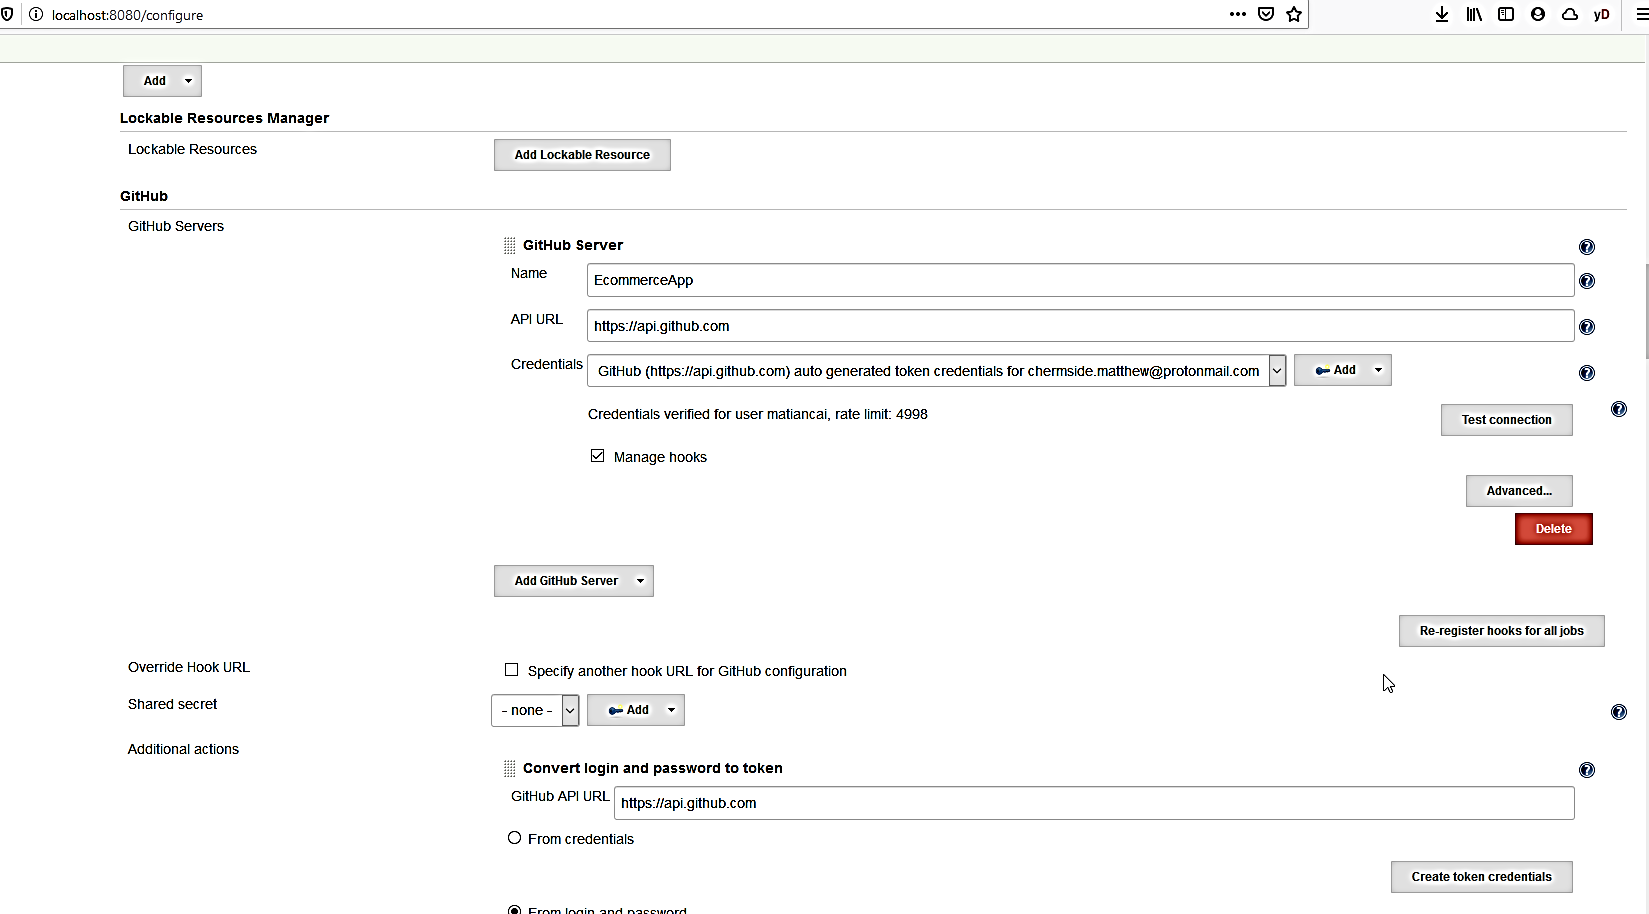 localhost:8080/configure
yD
Add
Lockable Resources Manager
Lockable Resources
Add Lockable Resource
GitHub
GitHub Servers
GitHub Server
Name
EcommerceApp
API URL
https://api.github.com
Credentials
GitHub (https://api.github.com) auto generated token credentials for chermside.matthew@protonmail.com
Add
Credentials verified for user matiancai, rate limit: 4998
Test connection
Manage hooks
Advanced...
Delete
Add GitHub Server
Re-register hooks for all jobs
Override Hook URL
Specify another hook URL for GitHub configuration
Shared secret
- none -
Add
Additional actions
Convert login and password to token
GitHub API URL
https://api.github.com
From credentials
Create token credentials
From login and password